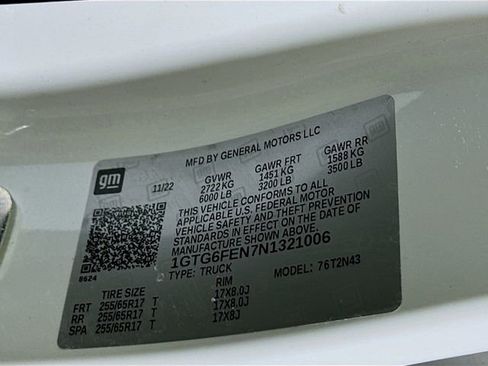 MFD BY GENERAL MOTORS LLC
gm
11/22
GVWR GAWR FRT GAWR RR
2722 KG 1451 KG 1588 KG
6000 LB 3200 LB 3500 LB
THIS VEHICLE CONFORMS TO ALL
APPLICABLE U.S. FEDERAL MOTOR
VEHICLE SAFETY AND THEFT PREVENTION
STANDARDS IN EFFECT ON THE DATE OF
MANUFACTURE SHOWN ABOVE.
1GTG6FEN7N1321006
8624
TYPE: TRUCK MODEL: 76T2N43
TIRE SIZE RIM
FRT 255/65R17 T 17X8.0J
RR 255/65R17 T 17X8.0J
SPA 255/65R17 T 17X8J